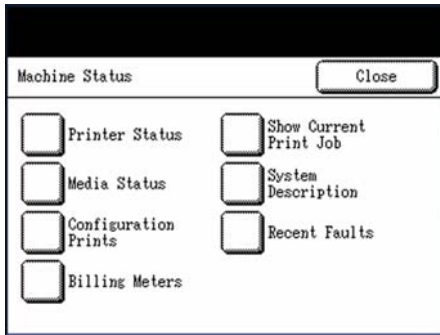 Machine Status
Close
Printer Status
Show Current
Print Job
Media Status
System
Description
Configuration
Prints
Recent Faults
Billing Meters